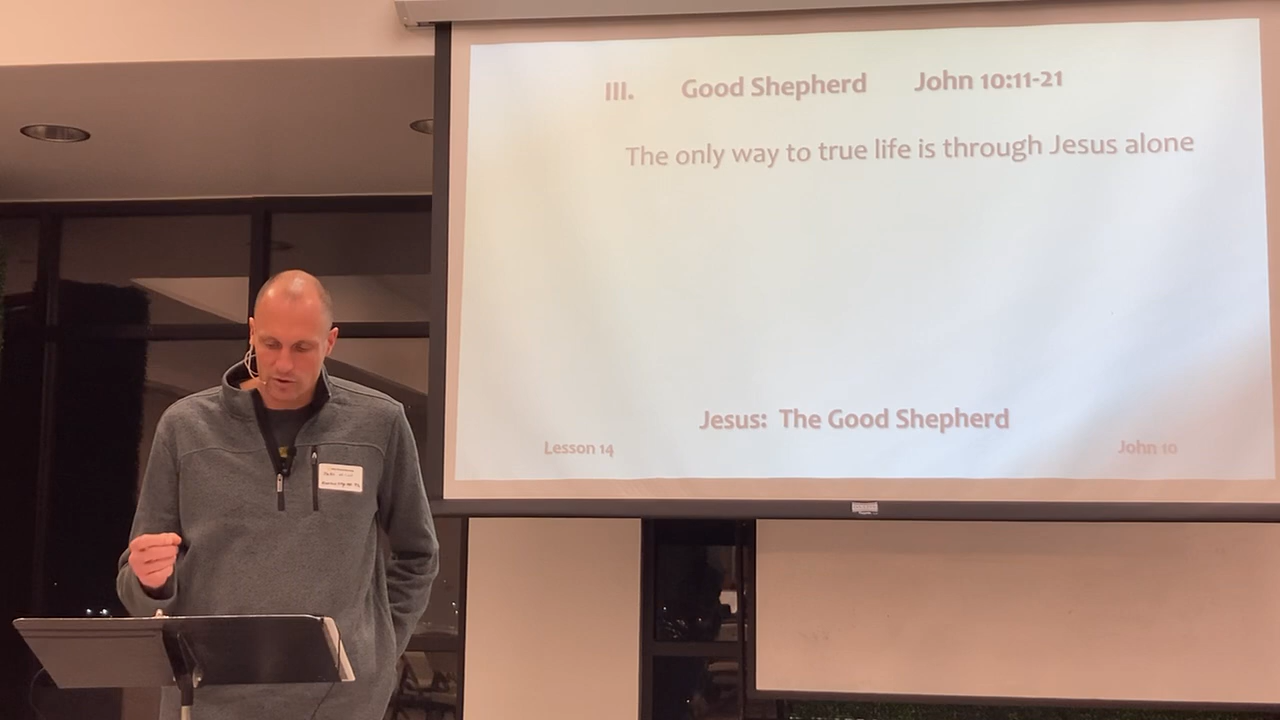 III. Good Shepherd John 10:11-21
The only way to true life is through Jesus alone
Jesus: The Good Shepherd
Lesson 14
John 10